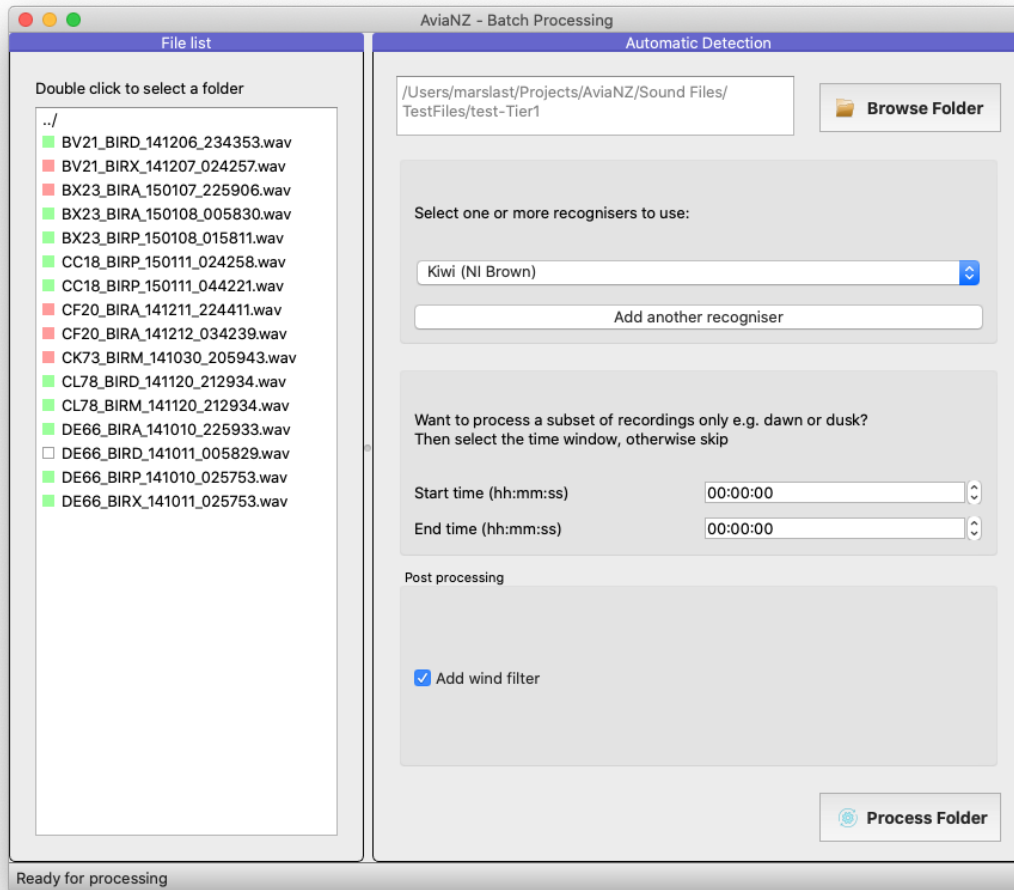 AviaNZ - Batch Processing
File list
Double click to select a folder
../
BV21_BIRD_141206_234353.wav
BV21_BIRX_141207_024257.wav
BX23_BIRA_150107_225906.wav
BX23_BIRA_150108_005830.wav
BX23_BIRP_150108_015811.wav
CC18_BIRP_150111_024258.wav
CC18_BIRP_150111_044221.wav
CF20_BIRA_141211_224411.wav
CF20_BIRA_141212_034239.wav
CK73_BIRM_141030_205943.wav
CL78_BIRD_141120_212934.wav
CL78_BIRM_141120_212934.wav
DE66_BIRA_141010_225933.wav
DE66_BIRD_141011_005829.wav
DE66_BIRP_141010_025753.wav
DE66_BIRX_141011_025753.wav
Automatic Detection
/Users/marslast/Projects/AviaNZ/Sound Files/
TestFiles/test-Tier1
Browse Folder
Select one or more recognisers to use:
Kiwi (NI Brown)
Add another recogniser
Want to process a subset of recordings only e.g. dawn or dusk?
Then select the time window, otherwise skip
Start time (hh:mm:ss)
00:00:00
End time (hh:mm:ss)
00:00:00
Post processing
Add wind filter
Process Folder
Ready for processing